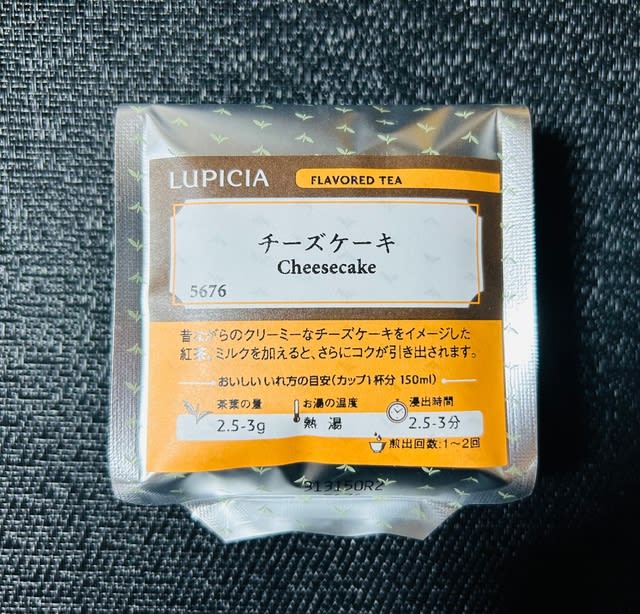 LUPICIA
FLAVORED TEA
チーズケーキ
Cheesecake
5676
昔ながらのクリーミーなチーズケーキをイメージした
紅茶。ミルクを加えると、さらにコクが引き出されます。
おいしいいれ方の目安(カップ1杯分 150ml)
茶葉の量 お湯の温度 浸出時間
2.5-3g 熱湯 2.5-3分
煎出回数:1〜2回
313150R2